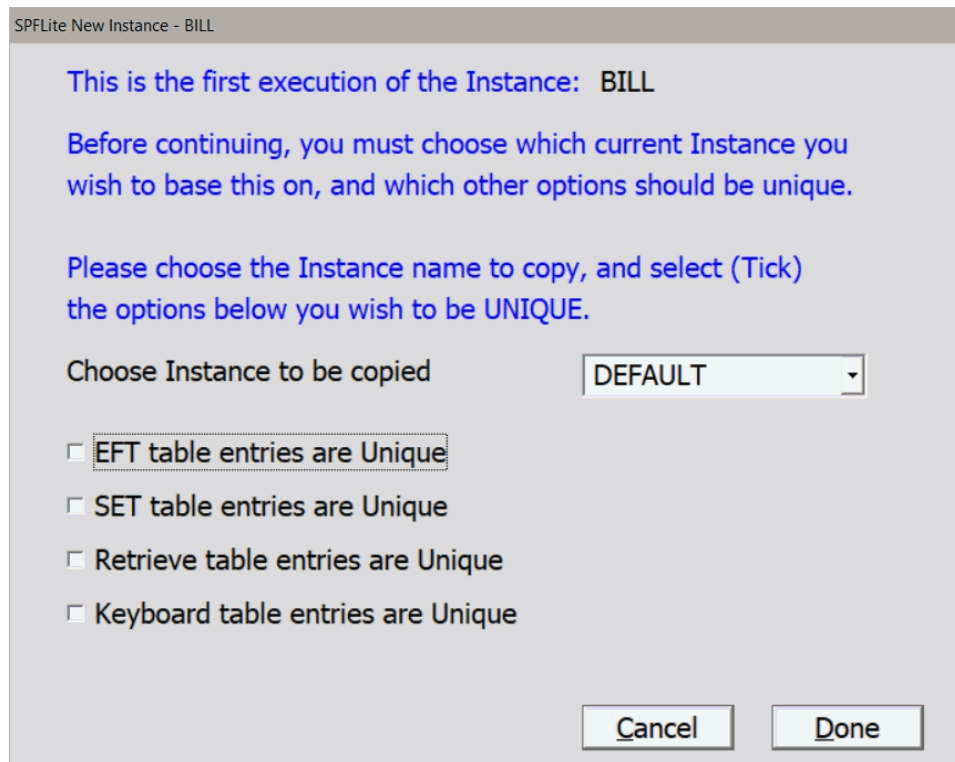 SPFLite New Instance - BILL
This is the first execution of the Instance: BILL
Before continuing, you must choose which current Instance you
wish to base this on, and which other options should be unique.
Please choose the Instance name to copy, and select (Tick)
the options below you wish to be UNIQUE.
Choose Instance to be copied DEFAULT
EFT table entries are Unique
SET table entries are Unique
Retrieve table entries are Unique
Keyboard table entries are Unique
Cancel Done